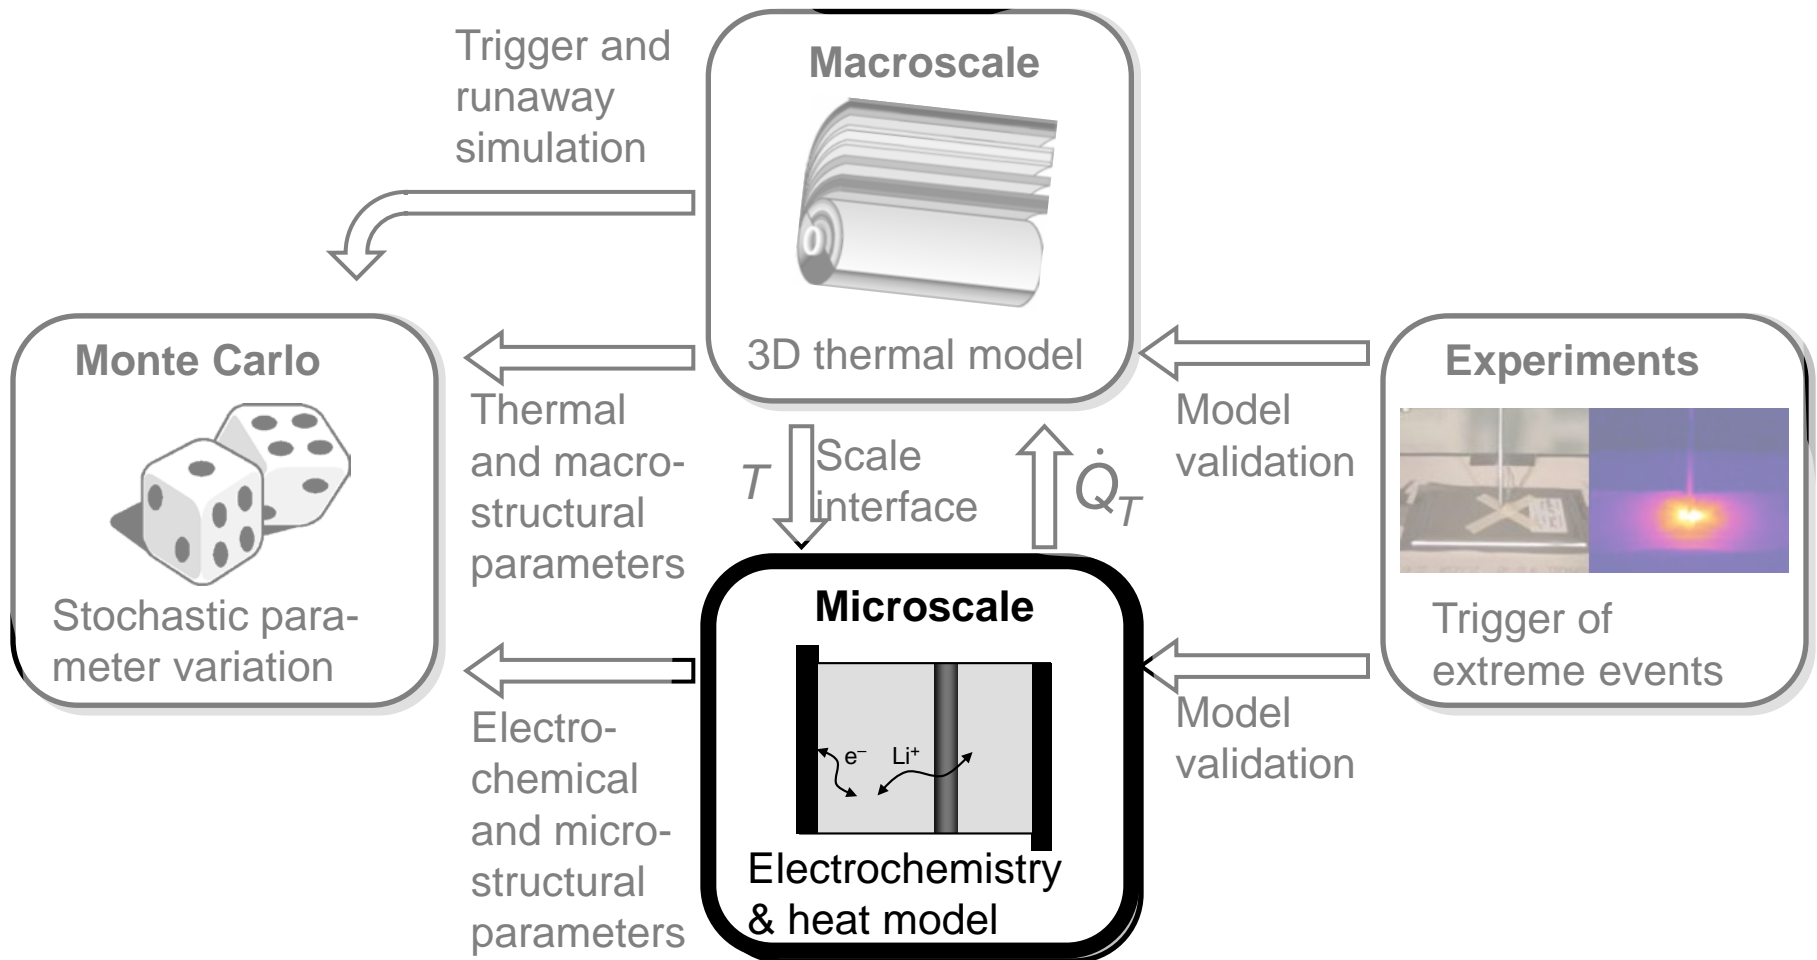 Trigger and
runaway
simulation
Macroscale
3D thermal model
Monte Carlo
Stochastic para-
meter variation
Thermal
and macro-
structural
parameters
T
Scale
interface
Q̇T
Model
validation
Experiments
Trigger of
extreme events
Microscale
e–
Li+
Electrochemistry
& heat model
Electro-
chemical
and micro-
structural
parameters
Model
validation